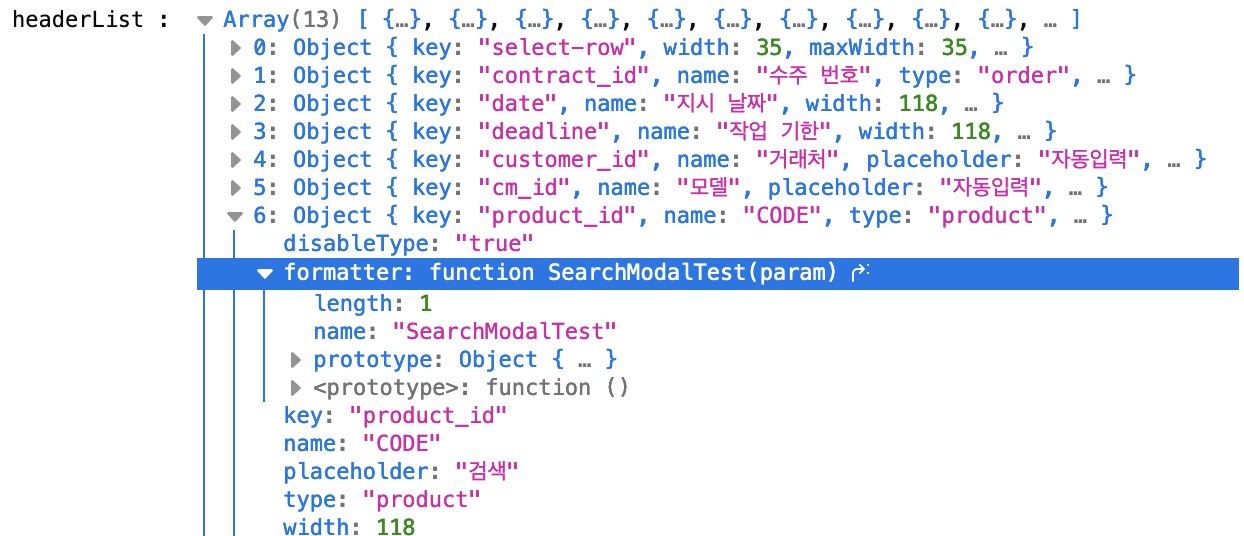 headerList : Array(13) [ {…}, {…}, {…}, {…}, {…}, {…}, {…}, {…}, {…}, {…}, … ]
0: Object { key: "select-row", width: 35, maxWidth: 35, … }
1: Object { key: "contract_id", name: "수주 번호", type: "order", … }
2: Object { key: "date", name: "지시 날짜", width: 118, … }
3: Object { key: "deadline", name: "작업 기한", width: 118, … }
4: Object { key: "customer_id", name: "거래처", placeholder: "자동입력", … }
5: Object { key: "cm_id", name: "모델", placeholder: "자동입력", … }
6: Object { key: "product_id", name: "CODE", type: "product", … }
disableType: "true"
formatter: function SearchModalTest(param)
length: 1
name: "SearchModalTest"
prototype: Object { … }
<prototype>: function ()
key: "product_id"
name: "CODE"
placeholder: "검색"
type: "product"
width: 118